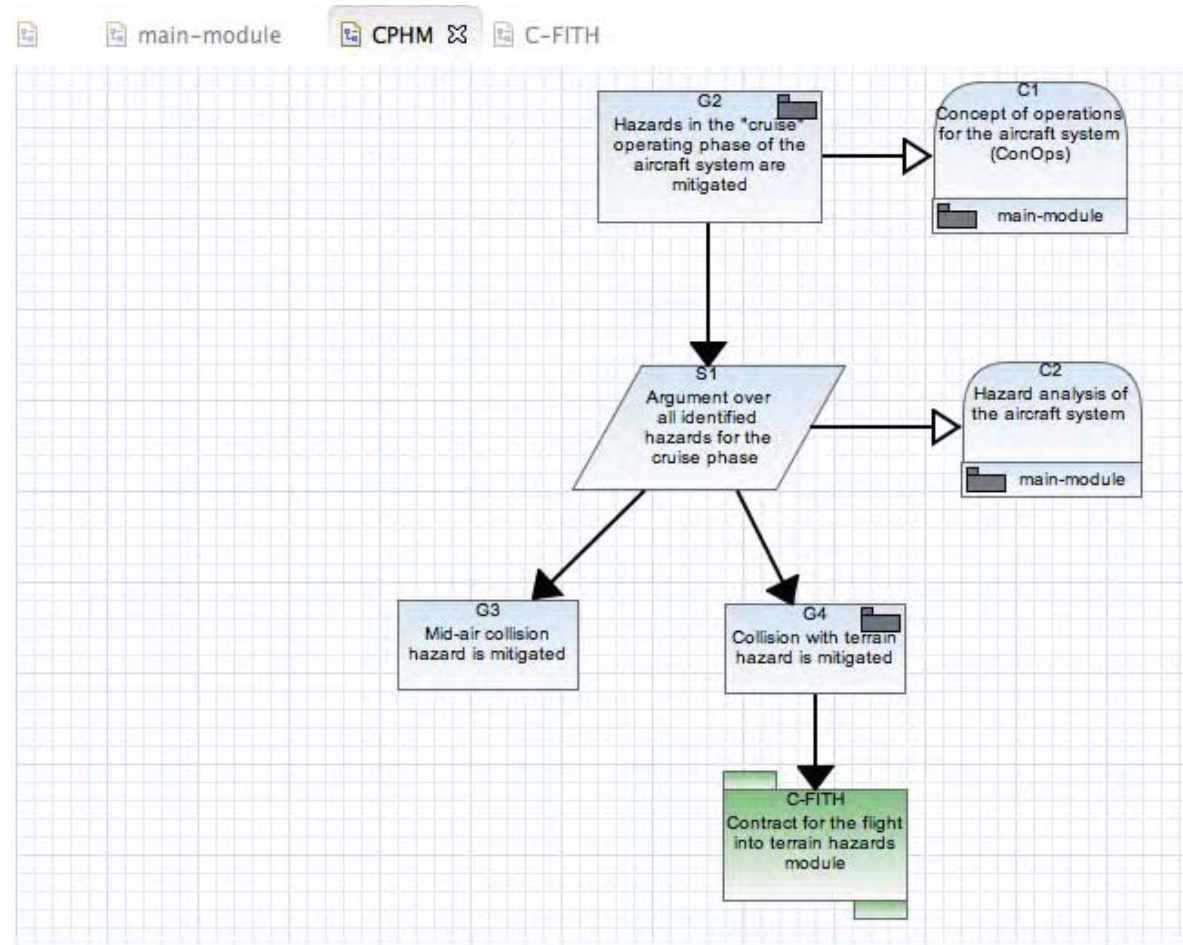 main-module
CPHM
C-FITH
G2
Hazards in the "cruise"
operating phase of the
aircraft system are
mitigated
C1
Concept of operations
for the aircraft system
(ConOps)
main-module
S1
Argument over
all identified
hazards for the
cruise phase
C2
Hazard analysis of
the aircraft system
main-module
G3
Mid-air collision
hazard is mitigated
G4
Collision with terrain
hazard is mitigated
C-FITH
Contract for the flight
into terrain hazards
module